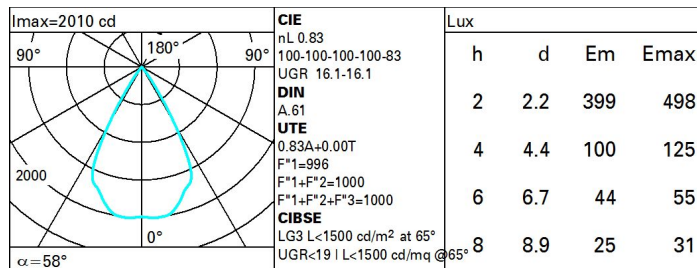 Imax=2010 cd
90° 180° 90°
2000
0°
α=58°
CIE
nL 0.83
100-100-100-100-83
UGR 16.1-16.1
DIN
A.61
UTE
0.83A+0.00T
F"1=996
F"1+F"2=1000
F"1+F"2+F"3=1000
CIBSE
LG3 L<1500 cd/m² at 65°
UGR<19 | L<1500 cd/mq @65°
Lux
h d Em Emax
2 2.2 399 498
4 4.4 100 125
6 6.7 44 55
8 8.9 25 31